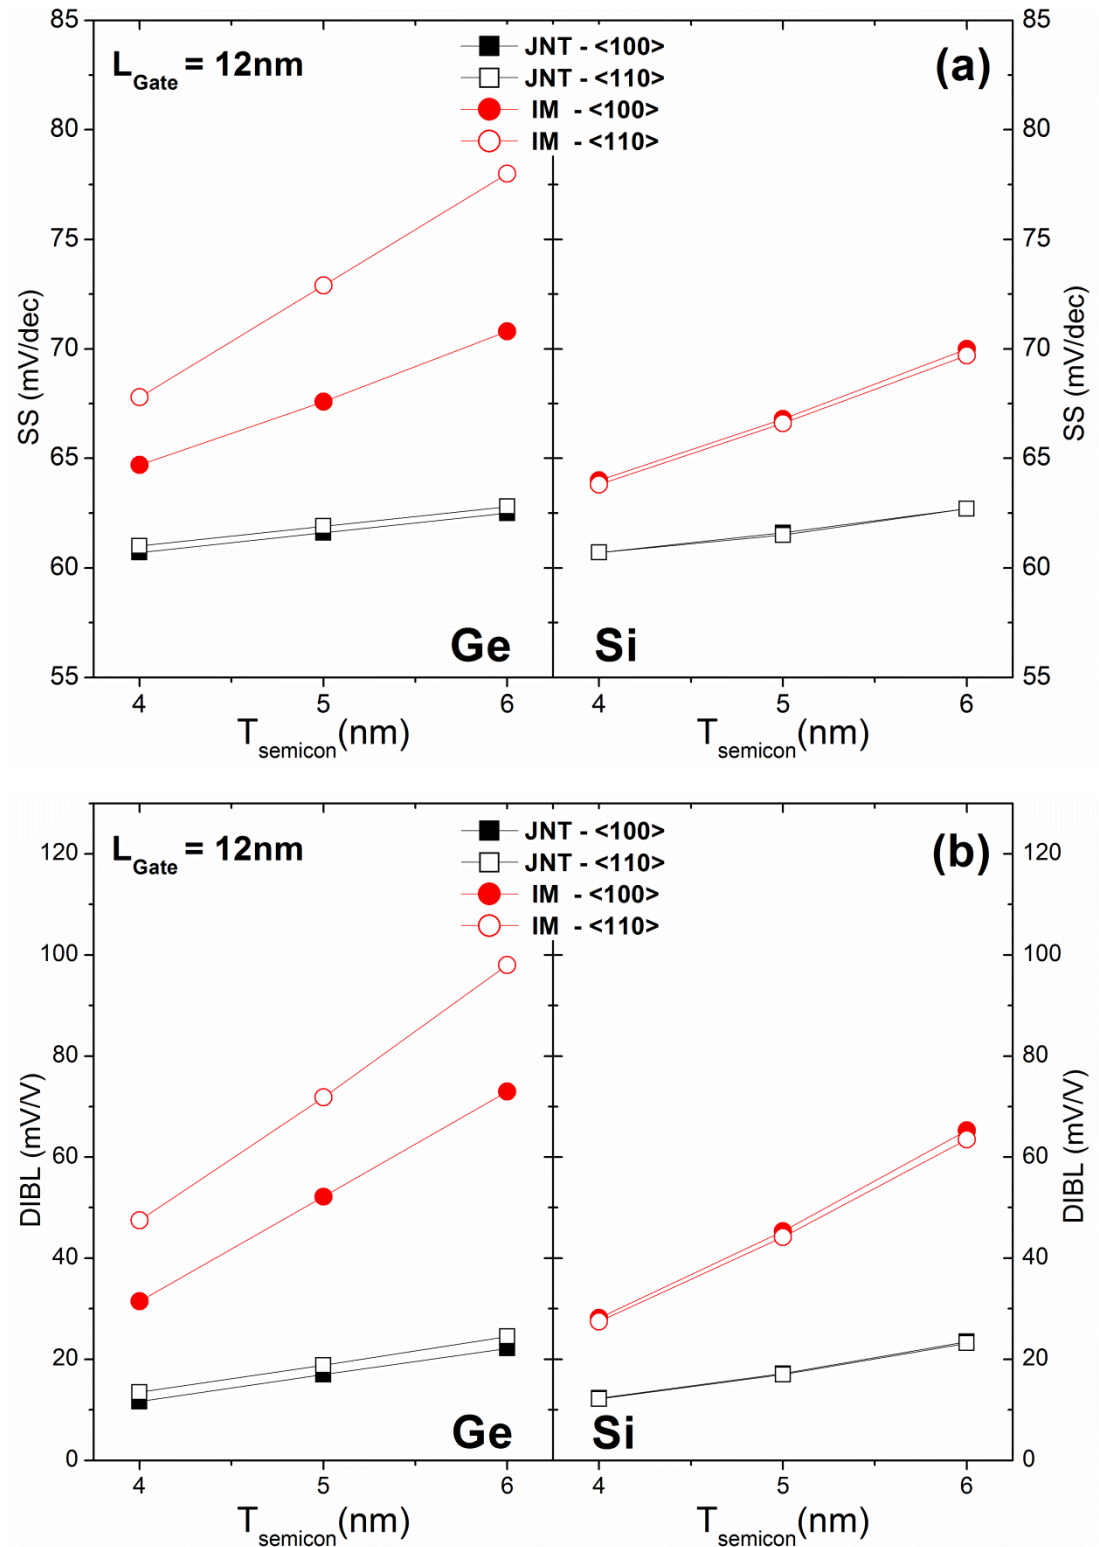 85
80
75
70
65
60
55
SS (mV/dec)
L_Gate = 12nm
JNT - <100>
JNT - <110>
IM - <100>
IM - <110>
(a)
85
80
75
70
65
60
55
SS (mV/dec)
Ge
Si
4 5 6 4 5 6
T_semicon(nm) T_semicon(nm)
120
100
80
60
40
20
0
DIBL (mV/V)
L_Gate = 12nm
JNT - <100>
JNT - <110>
IM - <100>
IM - <110>
(b)
120
100
80
60
40
20
0
DIBL (mV/V)
Ge
Si
4 5 6 4 5 6
T_semicon(nm) T_semicon(nm)